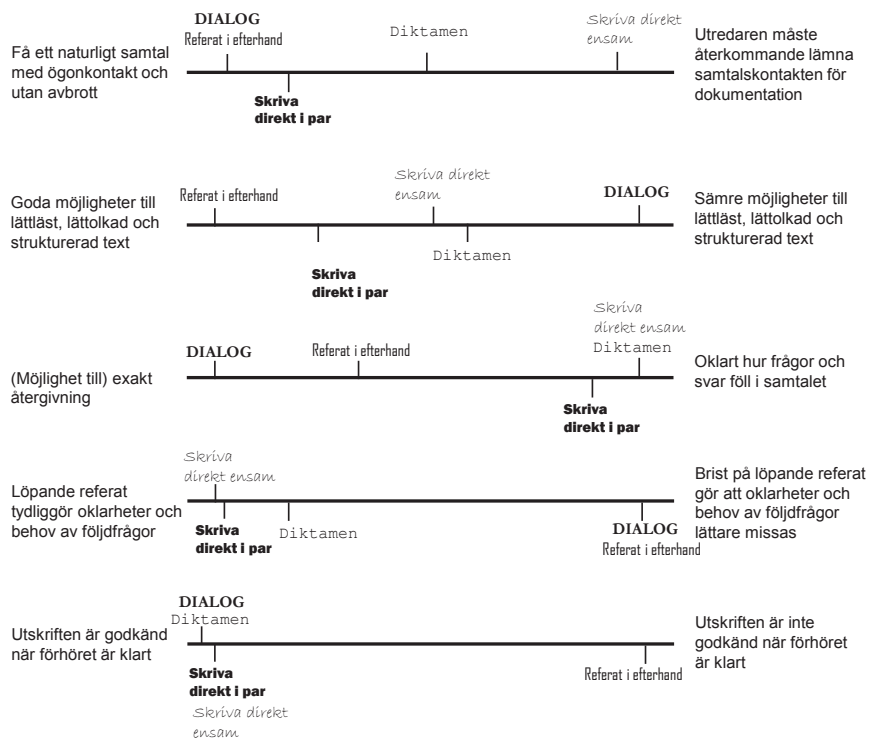 Få ett naturligt samtal
med ögonkontakt och
utan avbrott
DIALOG
Referat i efterhand
Skriva
direkt i par
Diktamen
Skriva direkt
ensam
Utredaren måste
återkommande lämna
samtalskontakten för
dokumentation
Goda möjligheter till
lättläst, lättolkad och
strukturerad text
Referat i efterhand
Skriva
direkt i par
Skriva direkt
ensam
Diktamen
DIALOG
Sämre möjligheter till
lättläst, lättolkad och
strukturerad text
(Möjlighet till) exakt
återgivning
DIALOG
Referat i efterhand
Skriva
direkt ensam
Diktamen
Skriva
direkt i par
Oklart hur frågor och
svar föll i samtalet
Löpande referat
tydliggör oklarheter och
behov av följdfrågor
Skriva
direkt ensam
Skriva
direkt i par
Diktamen
DIALOG
Referat i efterhand
Brist på löpande referat
gör att oklarheter och
behov av följdfrågor
lättare missas
Utskriften är godkänd
när förhöret är klart
DIALOG
Diktamen
Skriva
direkt i par
Skriva direkt
ensam
Referat i efterhand
Utskriften är inte
godkänd när förhöret
är klart